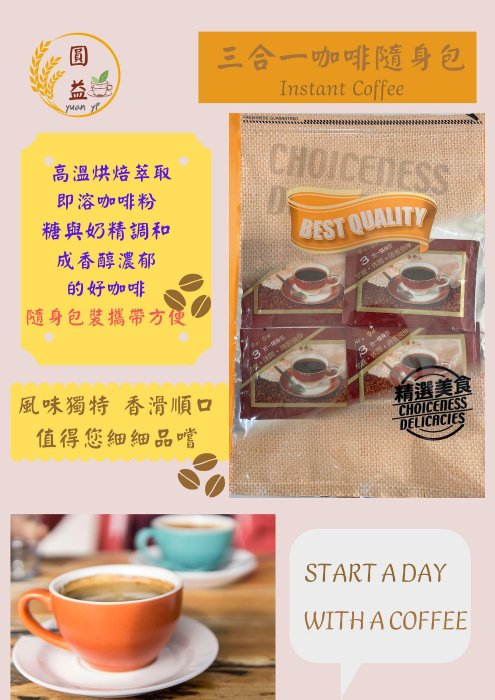 圓
益
yuan yi
三合一咖啡隨身包
Instant Coffee
高溫烘焙萃取
即溶咖啡粉
糖與奶精調和
成香醇濃郁
的好咖啡
隨身包裝攜帶方便
風味獨特 香滑順口
值得您細細品嚐
FRESHNESS GUARANTEED
CHOICENESS
BEST QUALITY
精選美食
CHOICENESS
DELICACIES
START A DAY
WITH A COFFEE